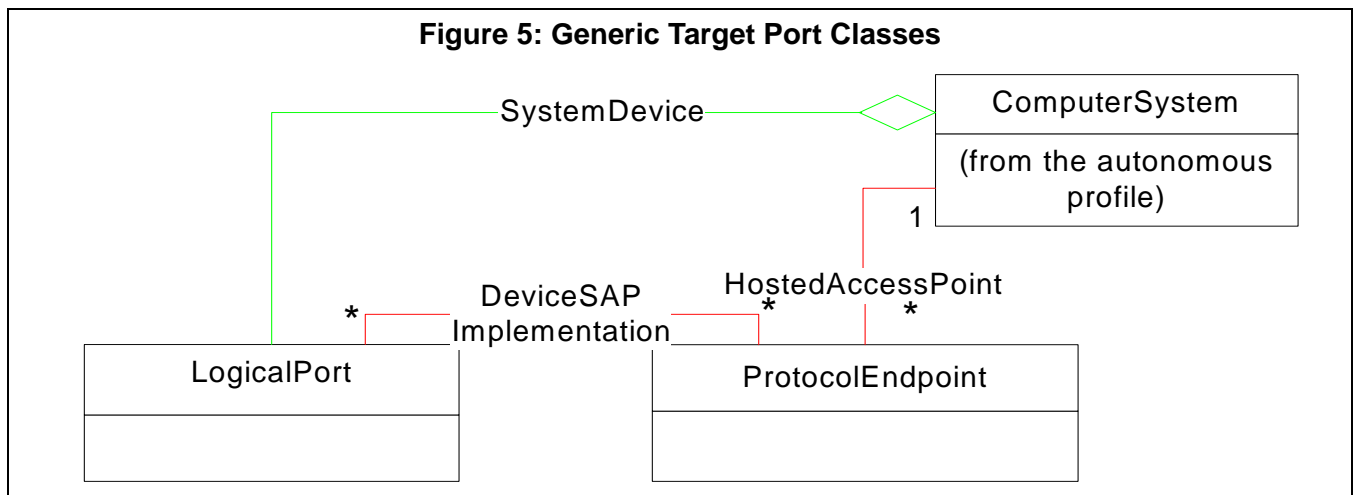 Figure 5: Generic Target Port Classes
SystemDevice
ComputerSystem
(from the autonomous
profile)
1
HostedAccessPoint
*
*
DeviceSAP
Implementation
*
LogicalPort
ProtocolEndpoint